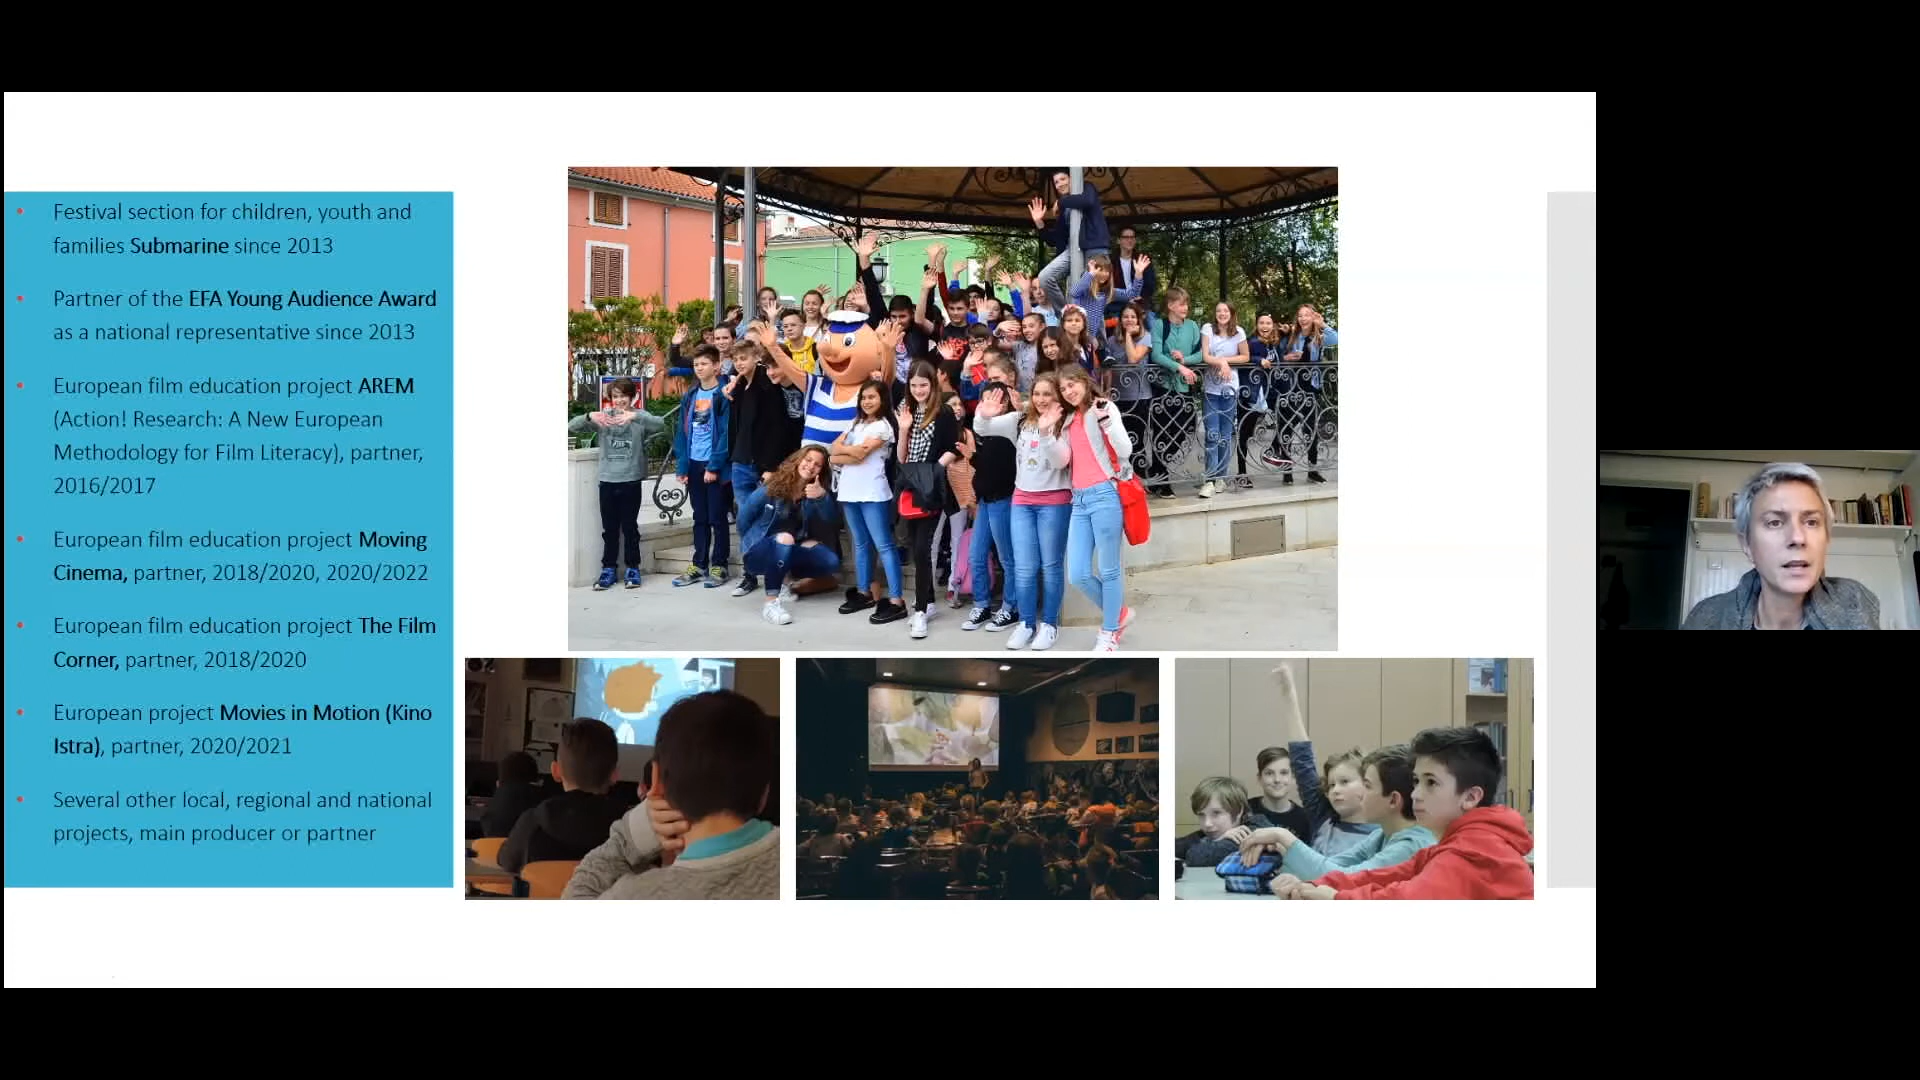 Festival section for children, youth and
families Submarine since 2013
Partner of the EFA Young Audience Award
as a national representative since 2013
European film education project AREM
(Action! Research: A New European
Methodology for Film Literacy), partner,
2016/2017
European film education project Moving
Cinema, partner, 2018/2020, 2020/2022
European film education project The Film
Corner, partner, 2018/2020
European project Movies in Motion (Kino
Istra), partner, 2020/2021
Several other local, regional and national
projects, main producer or partner